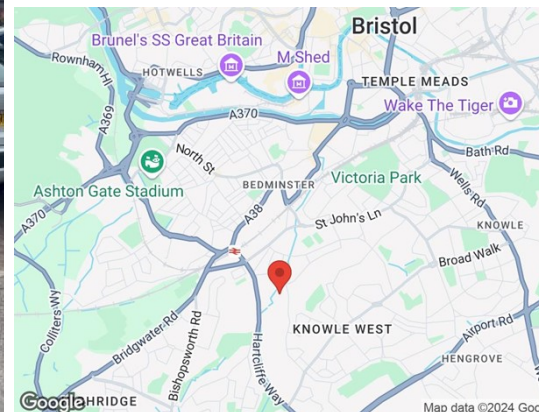 Bristol
Brunel's SS Great Britain
Rownham Hl
HOTWELLS
M Shed
TEMPLE MEADS
A369
A370
Wake The Tiger
North St
Bath Rd
Ashton Gate Stadium
BEDMINSTER
Victoria Park
Wells Rd
A370
A38
St John's Ln
KNOWLE
Broad Walk
Colliters Wy
Bridgwater Rd
Bishopsworth Rd
Hartcliffe Way
KNOWLE WEST
Airport Rd
HENGROVE
Google
HRIDGE
Map data ©2024 Goo